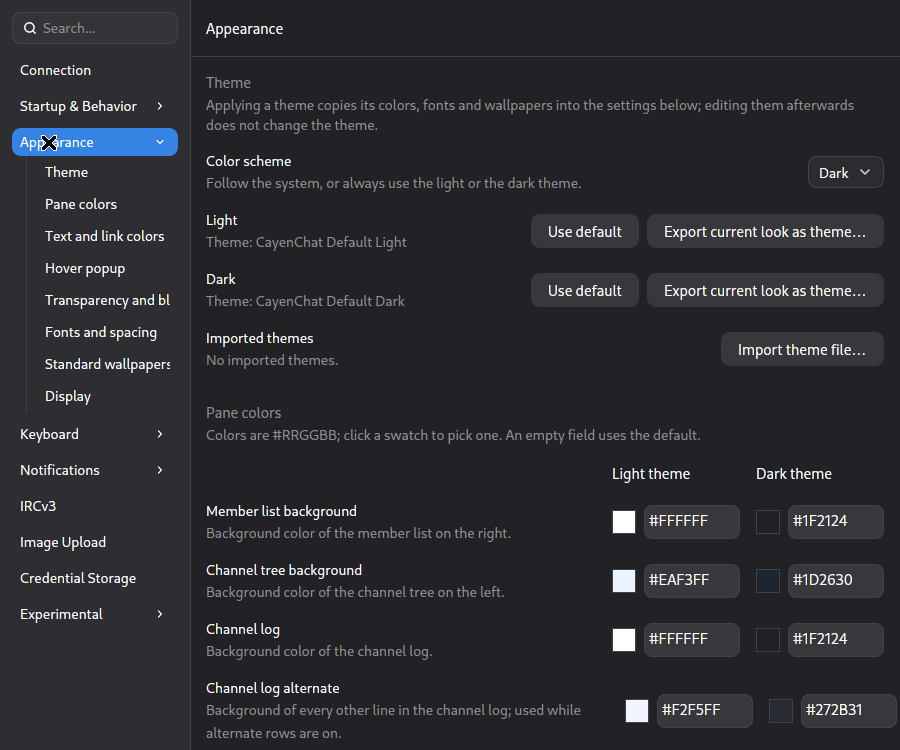 Search...
Connection
Startup & Behavior
Appearance
Theme
Pane colors
Text and link colors
Hover popup
Transparency and bl
Fonts and spacing
Standard wallpapers
Display
Keyboard
Notifications
IRCv3
Image Upload
Credential Storage
Experimental
Appearance
Theme
Applying a theme copies its colors, fonts and wallpapers into the settings below; editing them afterwards
does not change the theme.
Color scheme
Follow the system, or always use the light or the dark theme.
Dark
Light
Theme: CayenChat Default Light
Use default
Export current look as theme…
Dark
Theme: CayenChat Default Dark
Use default
Export current look as theme…
Imported themes
No imported themes.
Import theme file…
Pane colors
Colors are #RRGGBB; click a swatch to pick one. An empty field uses the default.
Light theme Dark theme
Member list background
Background color of the member list on the right.
#FFFFFF #1F2124
Channel tree background
Background color of the channel tree on the left.
#EAF3FF #1D2630
Channel log
Background color of the channel log.
#FFFFFF #1F2124
Channel log alternate
Background of every other line in the channel log; used while
alternate rows are on.
#F2F5FF #272B31